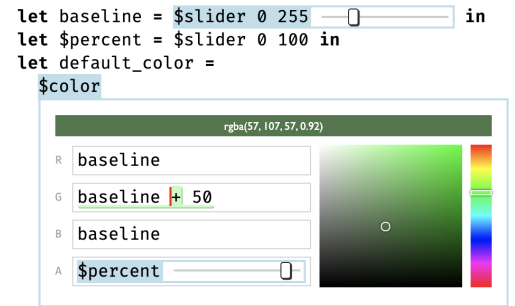 let baseline = $slider 0 255 in
let $percent = $slider 0 100 in
let default_color =
$color
rgba(57, 107, 57, 0.92)
R baseline
G baseline + 50
B baseline
A $percent